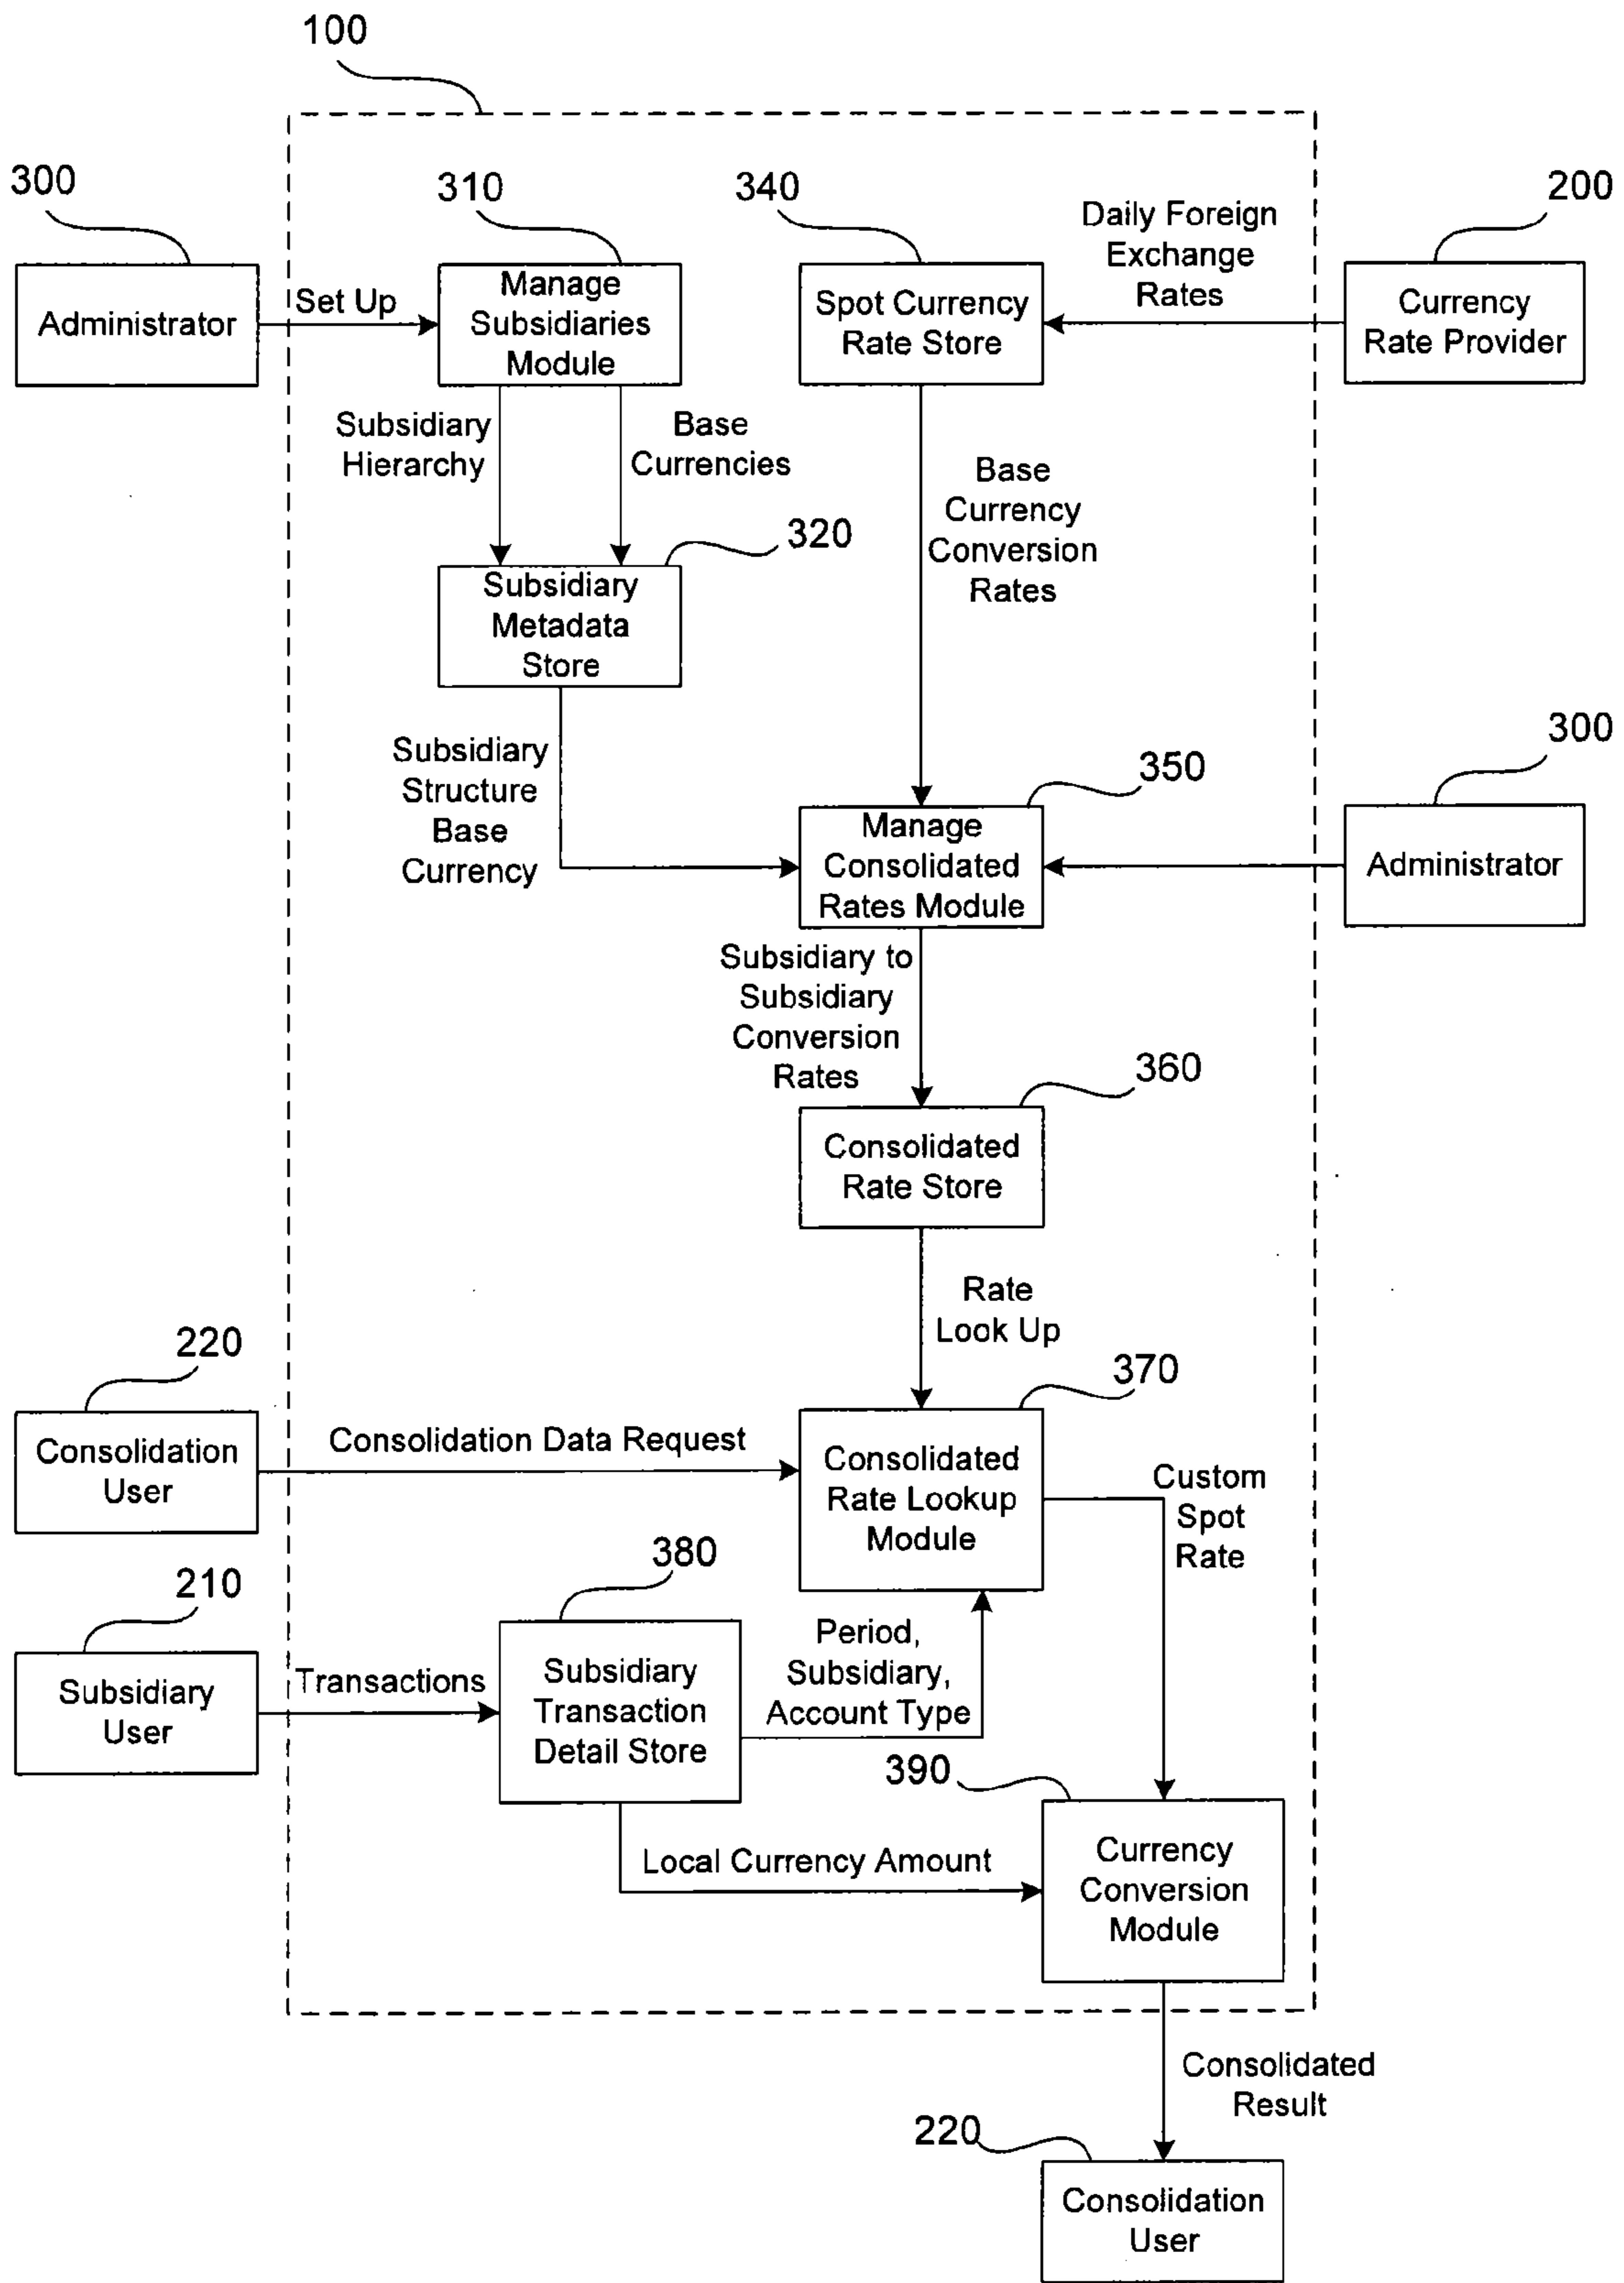 100
300
310
340
200
Daily Foreign
Exchange
Rates
Administrator
Set Up
Manage
Subsidiaries
Module
Spot Currency
Rate Store
Currency
Rate Provider
Subsidiary
Hierarchy
Base
Currencies
Base
Currency
Conversion
Rates
320
Subsidiary
Metadata
Store
Subsidiary
Structure
Base
Currency
350
300
Manage
Consolidated
Rates Module
Administrator
Subsidiary to
Subsidiary
Conversion
Rates
360
Consolidated
Rate Store
Rate
Look Up
220
370
Consolidation
User
Consolidation Data Request
Consolidated
Rate Lookup
Module
Custom
Spot
Rate
210
380
Subsidiary
User
Transactions
Subsidiary
Transaction
Detail Store
Period,
Subsidiary,
Account Type
390
Local Currency Amount
Currency
Conversion
Module
Consolidated
Result
220
Consolidation
User